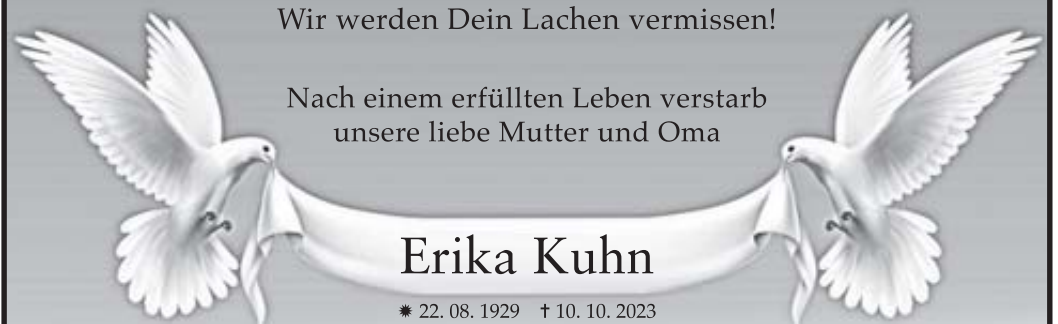 Wir werden Dein Lachen vermissen!
Nach einem erfüllten Leben verstarb
unsere liebe Mutter und Oma
Erika Kuhn
✹ 22. 08. 1929 † 10. 10. 2023